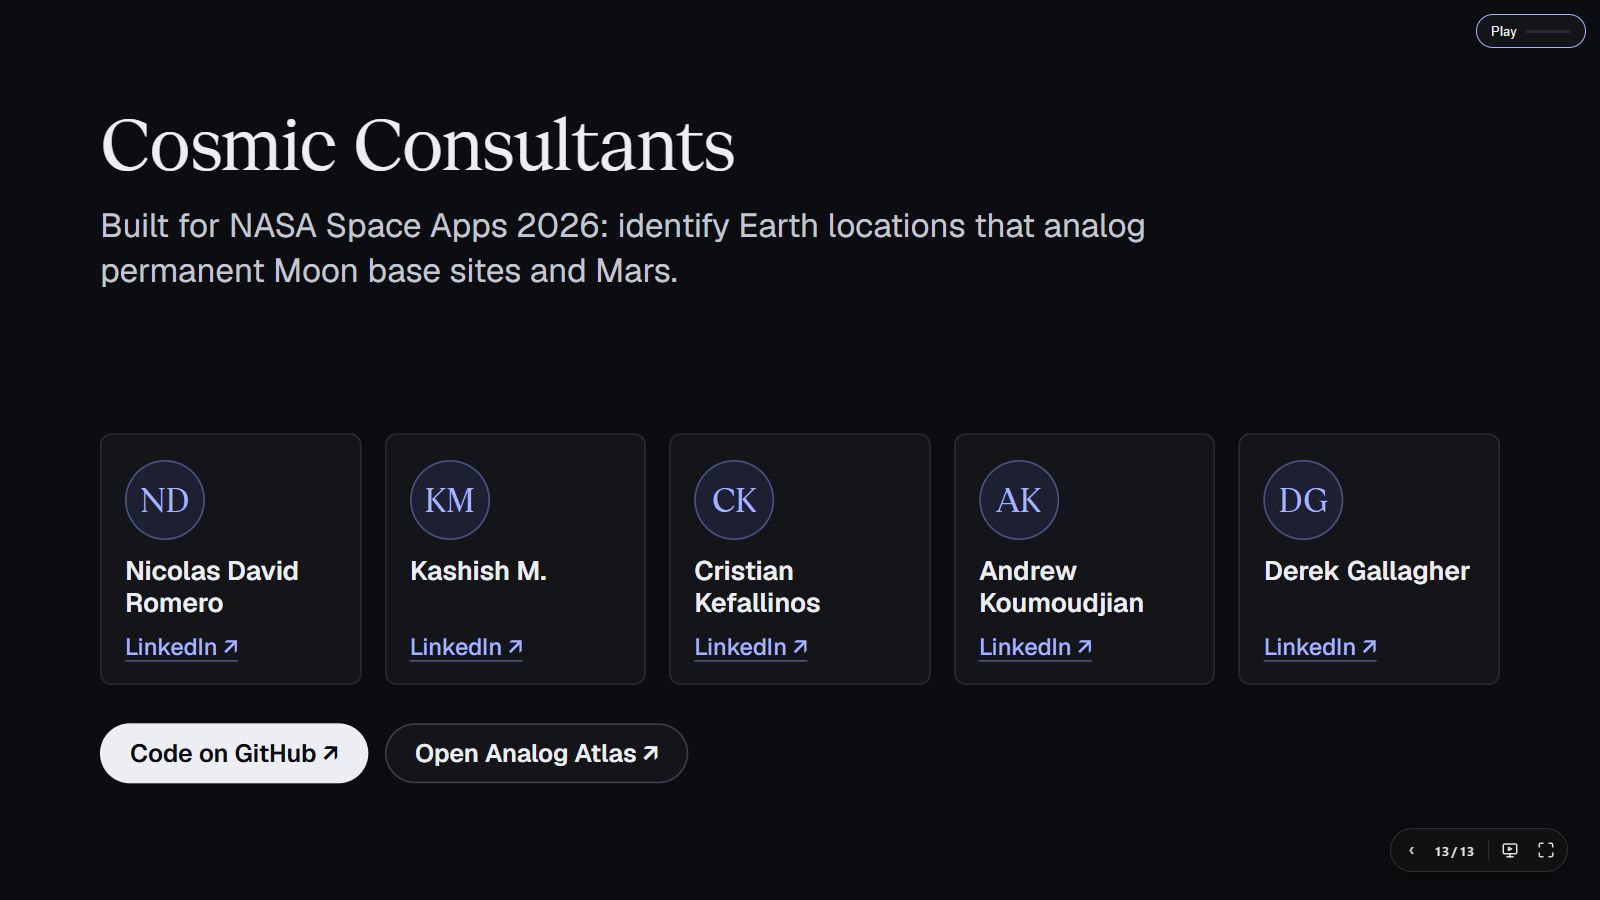 Play
Cosmic Consultants
Built for NASA Space Apps 2026: identify Earth locations that analog
permanent Moon base sites and Mars.
ND
Nicolas David
Romero
LinkedIn ↗
KM
Kashish M.
LinkedIn ↗
CK
Cristian
Kefallinos
LinkedIn ↗
AK
Andrew
Koumoudjian
LinkedIn ↗
DG
Derek Gallagher
LinkedIn ↗
Code on GitHub ↗
Open Analog Atlas ↗
13/13